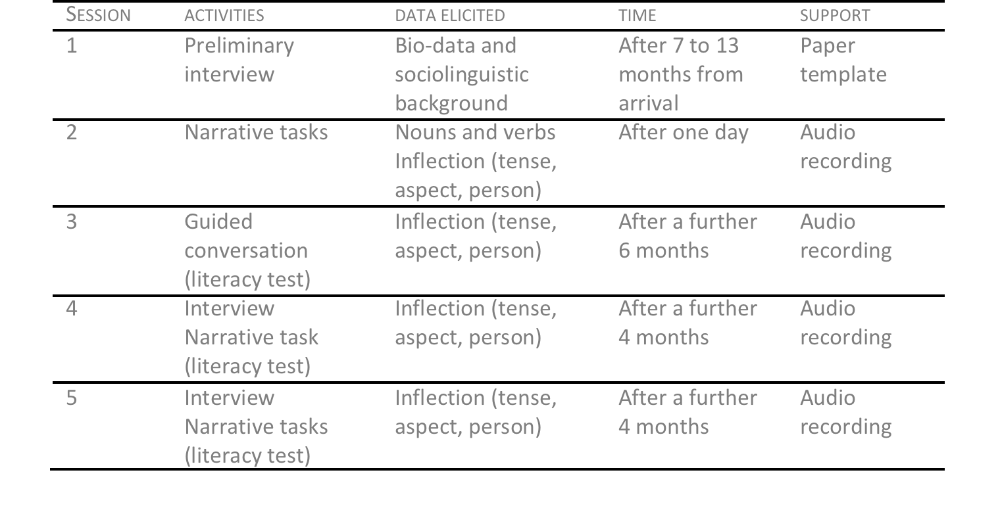 SESSION ACTIVITIES DATA ELICITED TIME SUPPORT
1 Preliminary Bio-data and After 7 to 13 Paper
interview sociolinguistic months from template
background arrival
2 Narrative tasks Nouns and verbs After one day Audio
Inflection (tense, recording
aspect, person)
3 Guided Inflection (tense, After a further Audio
conversation aspect, person) 6 months recording
(literacy test)
4 Interview Inflection (tense, After a further Audio
Narrative task aspect, person) 4 months recording
(literacy test)
5 Interview Inflection (tense, After a further Audio
Narrative tasks aspect, person) 4 months recording
(literacy test)